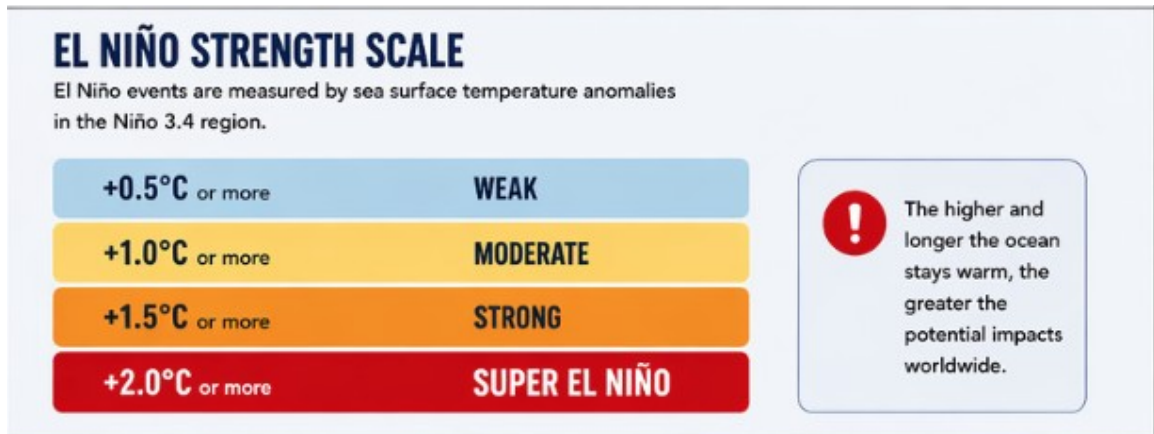 EL NIÑO STRENGTH SCALE
El Niño events are measured by sea surface temperature anomalies
in the Niño 3.4 region.
+0.5°C or more WEAK
+1.0°C or more MODERATE
+1.5°C or more STRONG
+2.0°C or more SUPER EL NIÑO
!
The higher and
longer the ocean
stays warm, the
greater the
potential impacts
worldwide.